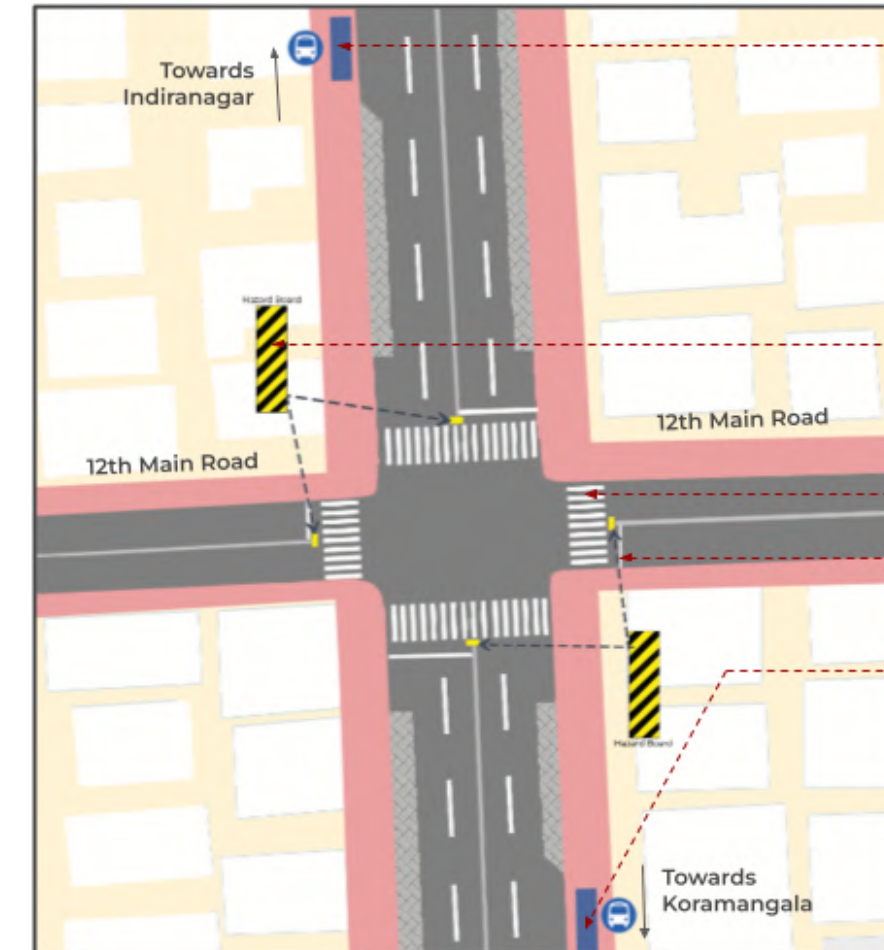 Towards
Indiranagar
Hazard Board
12th Main Road
12th Main Road
Hazard Board
Towards
Koramangala